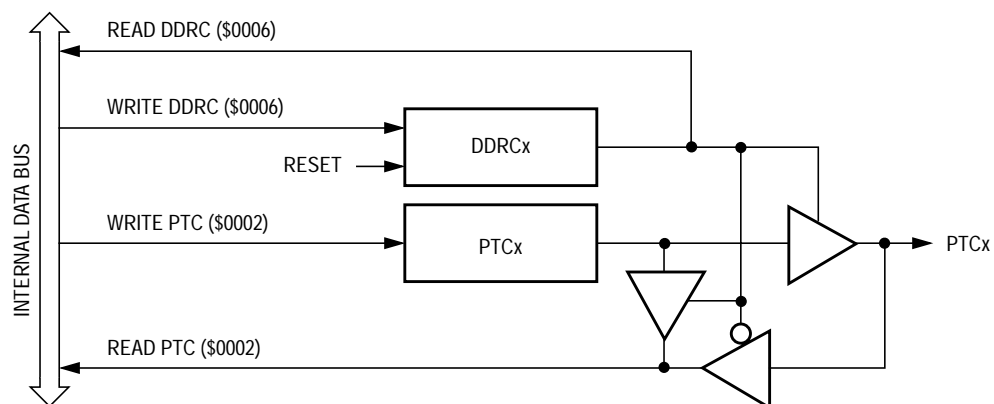 READ DDRC ($0006)
WRITE DDRC ($0006)
DDRCx
RESET
INTERNAL DATA BUS
WRITE PTC ($0002)
PTCx
PTCx
READ PTC ($0002)